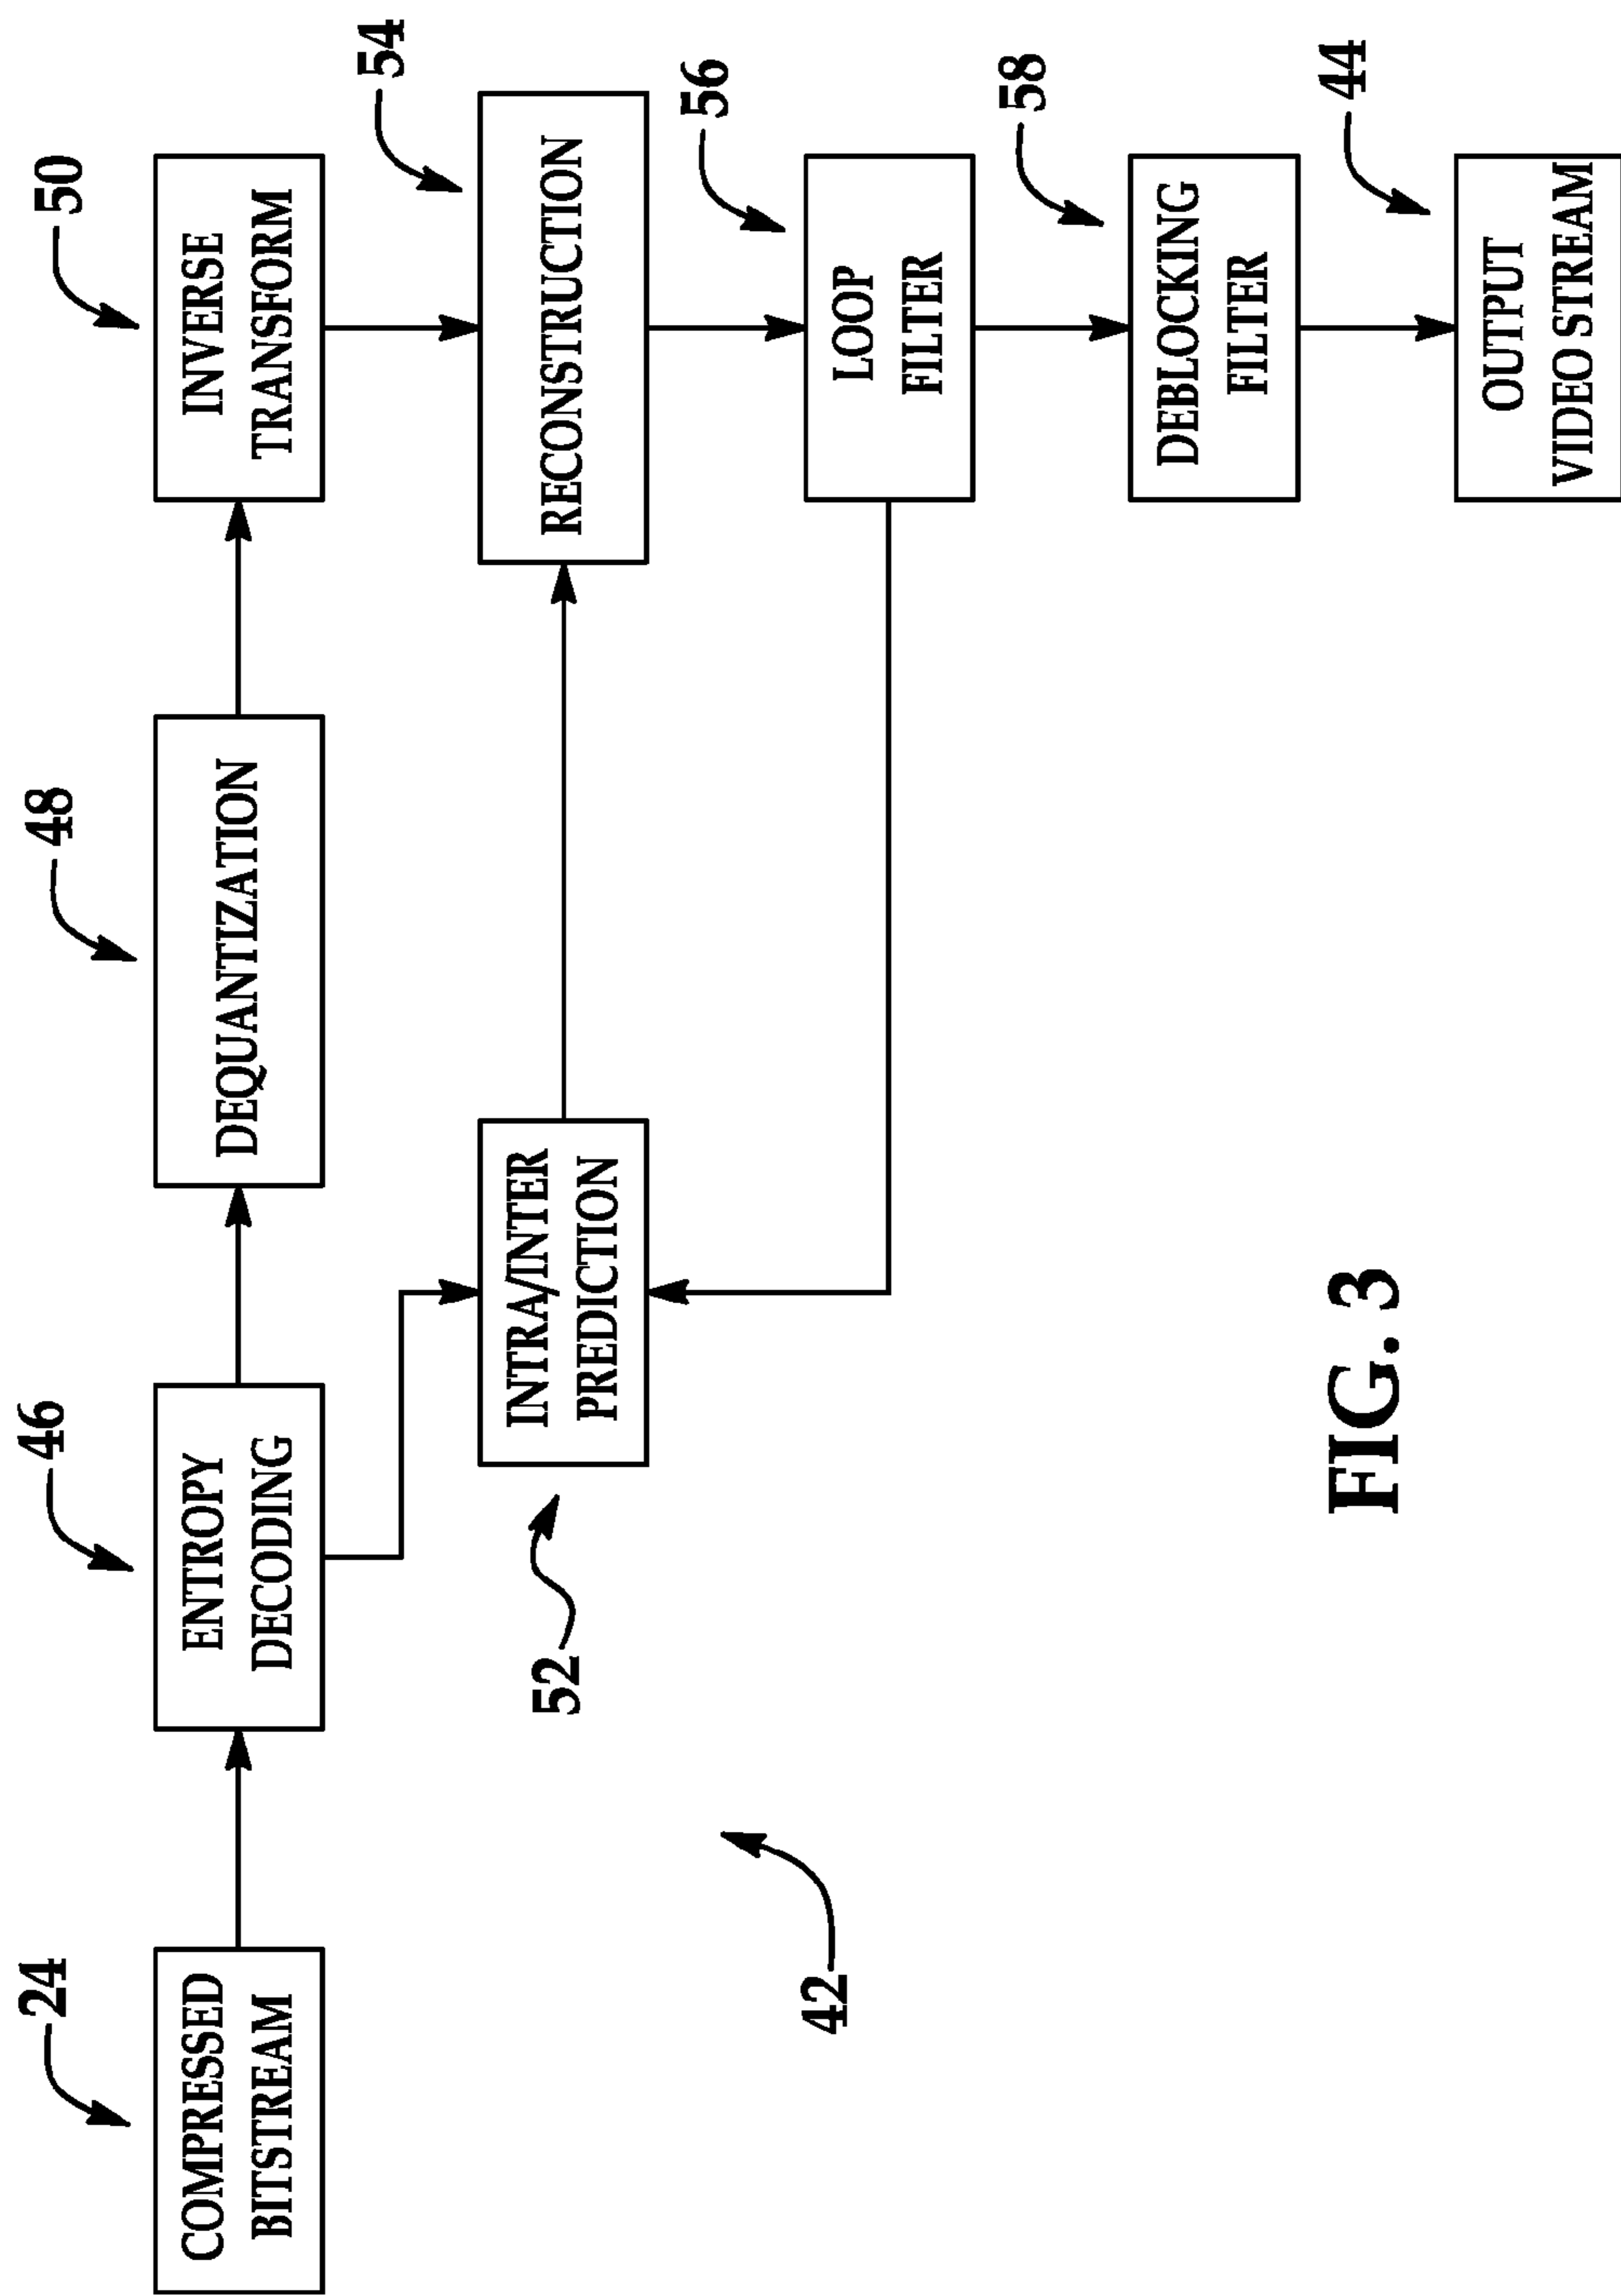 24
COMPRESSED
BITSTREAM
46
ENTROPY
DECODING
48
DEQUANTIZATION
50
INVERSE
TRANSFORM
52
INTRA/INTER
PREDICTION
54
RECONSTRUCTION
56
LOOP
FILTER
42
58
DEBLOCKING
FILTER
44
OUTPUT
VIDEO STREAM
FIG. 3